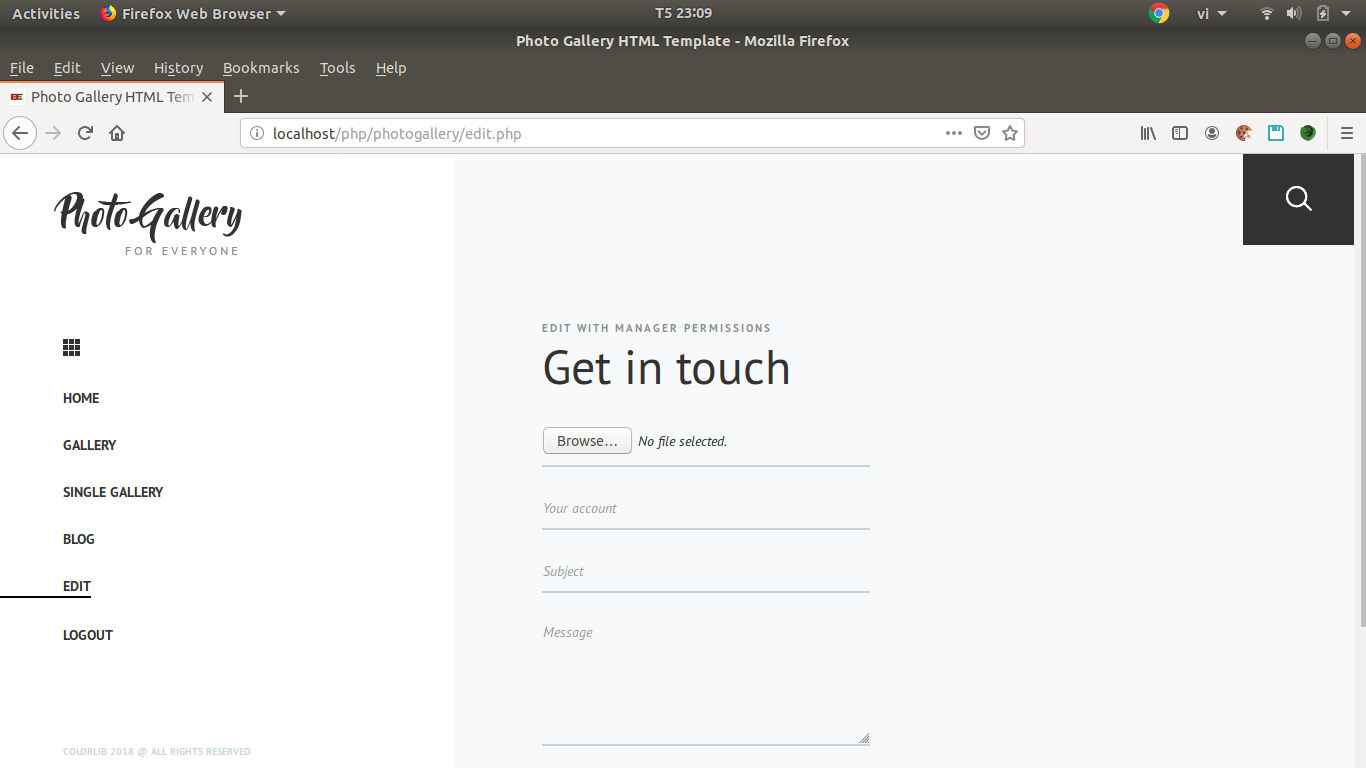 Activities Firefox Web Browser T5 23:09 vi
Photo Gallery HTML Template - Mozilla Firefox
File Edit View History Bookmarks Tools Help
Photo Gallery HTML Tem
localhost/php/photogallery/edit.php
Photo Gallery
FOR EVERYONE
HOME
GALLERY
SINGLE GALLERY
BLOG
EDIT
LOGOUT
COLORLIB 2018 @ ALL RIGHTS RESERVED
EDIT WITH MANAGER PERMISSIONS
Get in touch
Browse... No file selected.
Your account
Subject
Message